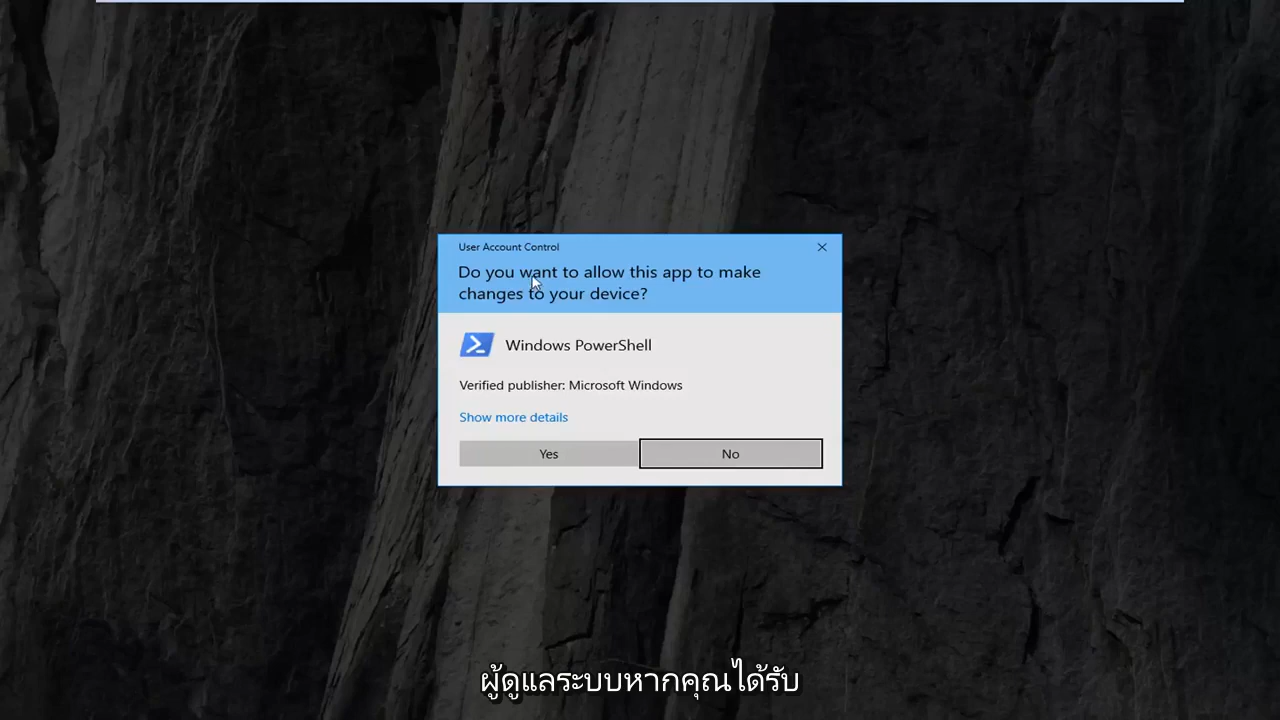 User Account Control
Do you want to allow this app to make
changes to your device?
Windows PowerShell
Verified publisher: Microsoft Windows
Show more details
Yes
No
ผู้ดูแลระบบหากคุณได้รับ